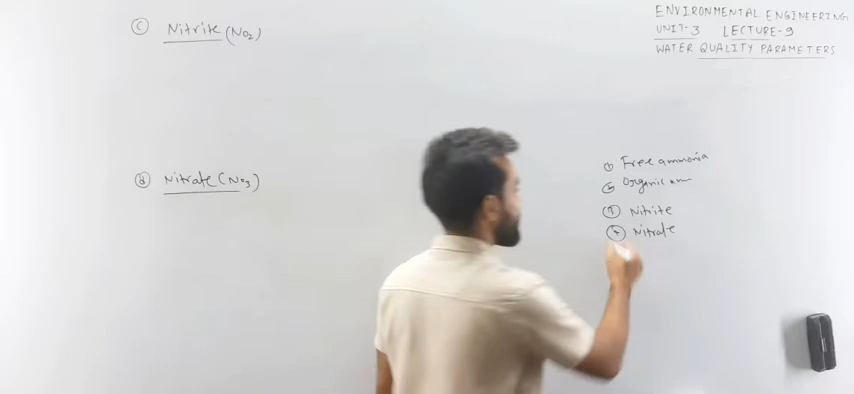 ENVIRONMENTAL ENGINEERING
UNIT-3 LECTURE-9
WATER QUALITY PARAMETERS
(c) Nitrite (NO2)
(d) Nitrate (NO3)
Free ammonia
Organic am
Nitrite
Nitrate